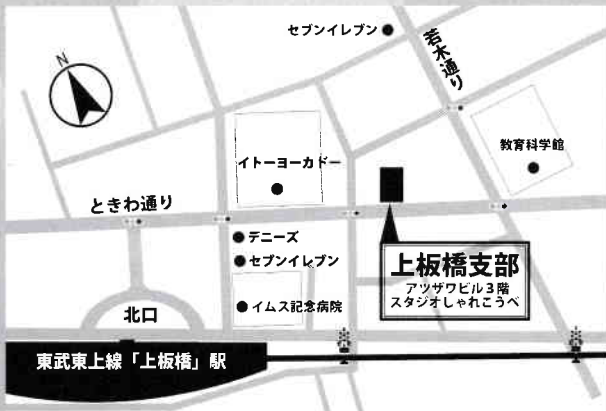 セブンイレブン
若木通り
N
教育科学館
イトーヨーカドー
ときわ通り
デニーズ
セブンイレブン
上板橋支部
アツザワビル3階
スタジオしゃれこうべ
イムス記念病院
北口
東武東上線「上板橋」駅